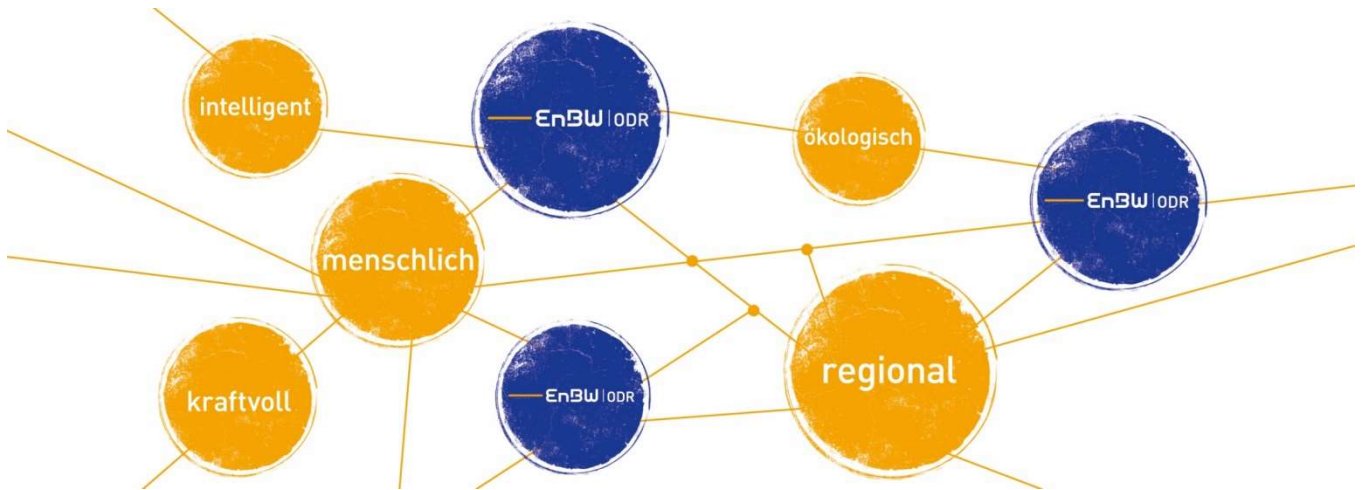 intelligent
EnBW | ODR
ökologisch
EnBW | ODR
menschlich
regional
kraftvoll
EnBW | ODR